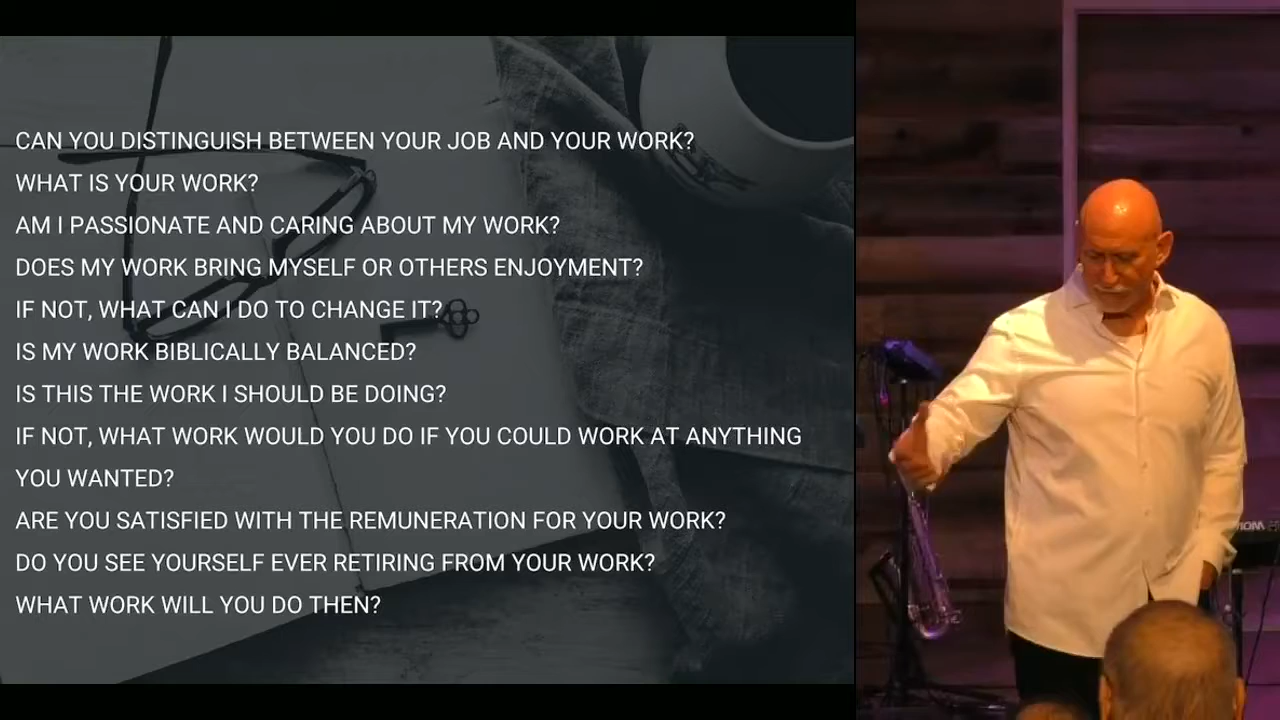 CAN YOU DISTINGUISH BETWEEN YOUR JOB AND YOUR WORK?
WHAT IS YOUR WORK?
AM I PASSIONATE AND CARING ABOUT MY WORK?
DOES MY WORK BRING MYSELF OR OTHERS ENJOYMENT?
IF NOT, WHAT CAN I DO TO CHANGE IT?
IS MY WORK BIBLICALLY BALANCED?
IS THIS THE WORK I SHOULD BE DOING?
IF NOT, WHAT WORK WOULD YOU DO IF YOU COULD WORK AT ANYTHING
YOU WANTED?
ARE YOU SATISFIED WITH THE REMUNERATION FOR YOUR WORK?
DO YOU SEE YOURSELF EVER RETIRING FROM YOUR WORK?
WHAT WORK WILL YOU DO THEN?